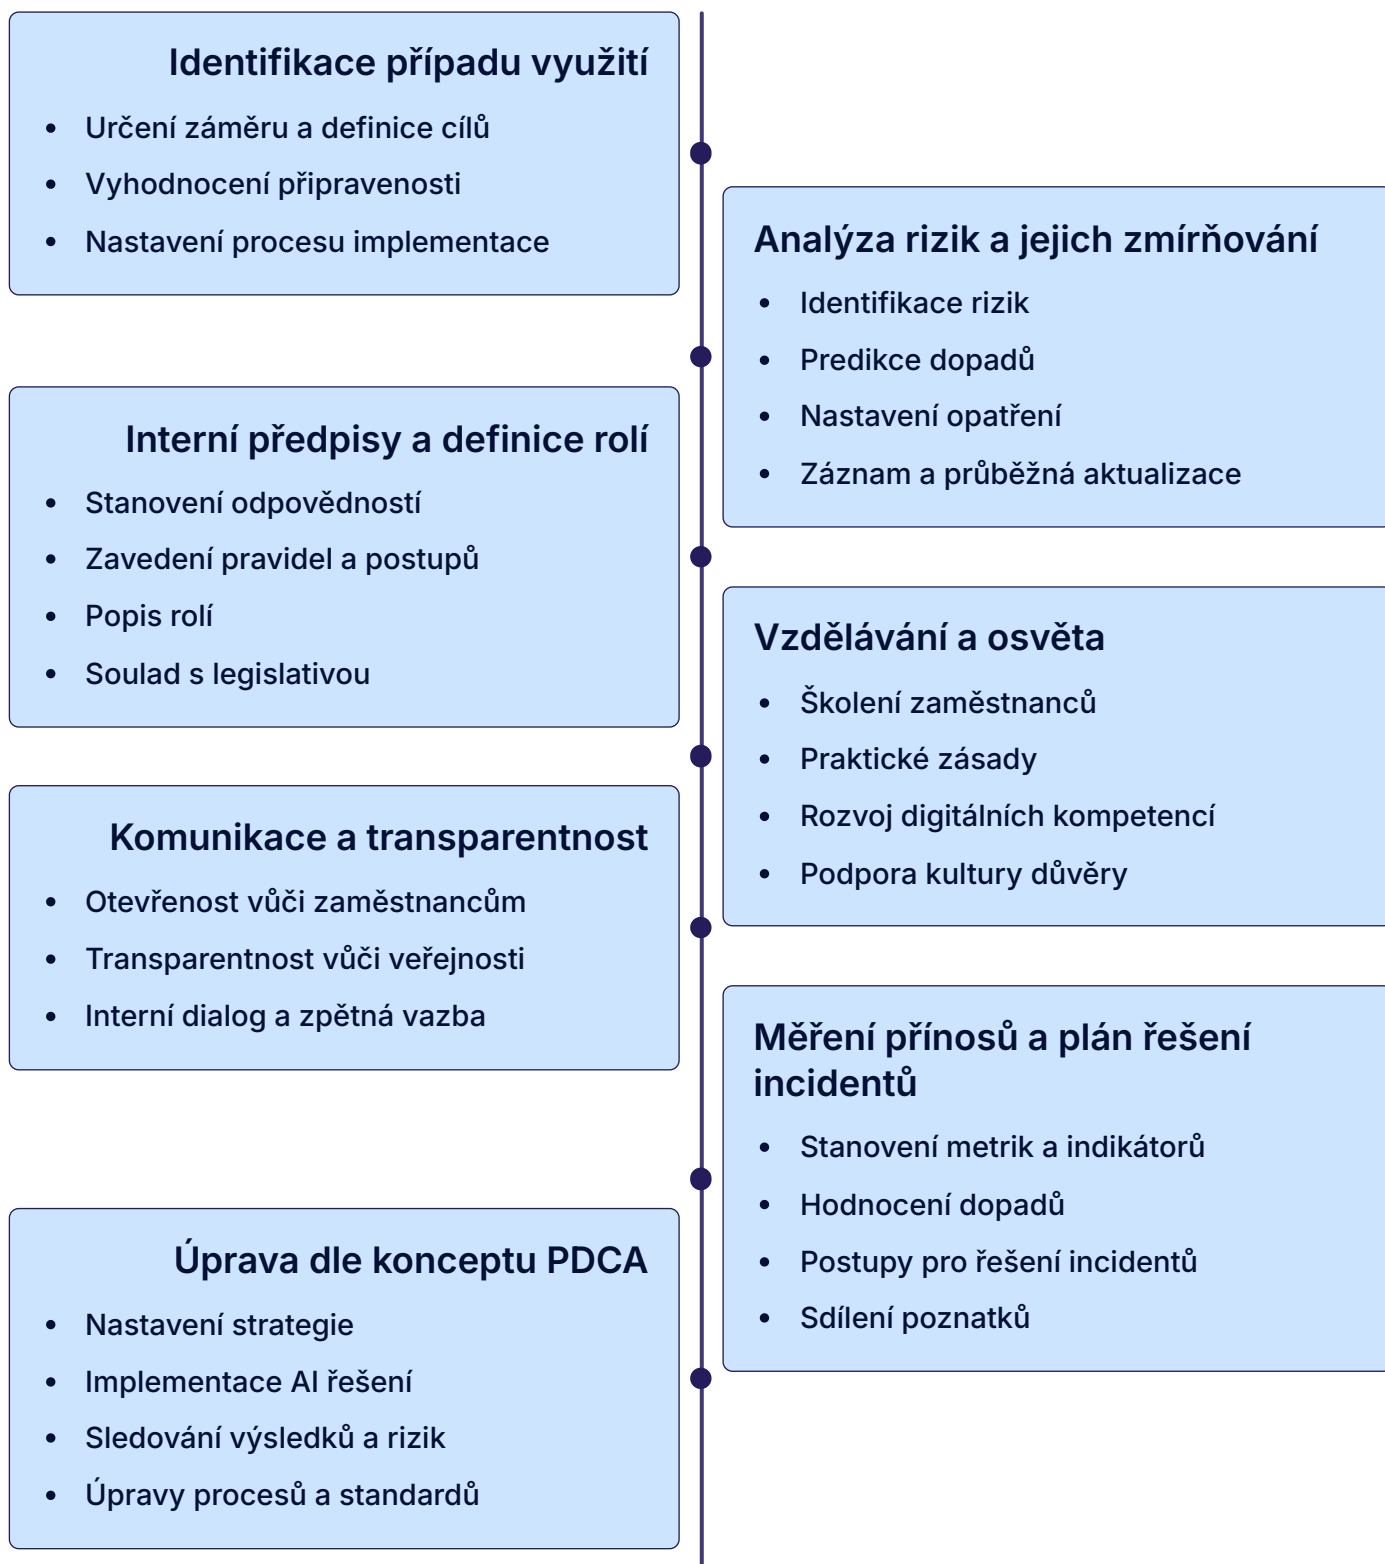 Identifikace případu využití
• Určení záměru a definice cílů
• Vyhodnocení připravenosti
• Nastavení procesu implementace
Analýza rizik a jejich zmírňování
• Identifikace rizik
• Predikce dopadů
• Nastavení opatření
• Záznam a průběžná aktualizace
Interní předpisy a definice rolí
• Stanovení odpovědností
• Zavedení pravidel a postupů
• Popis rolí
• Soulad s legislativou
Vzdělávání a osvěta
• Školení zaměstnanců
• Praktické zásady
• Rozvoj digitálních kompetencí
• Podpora kultury důvěry
Komunikace a transparentnost
• Otevřenost vůči zaměstnancům
• Transparentnost vůči veřejnosti
• Interní dialog a zpětná vazba
Měření přínosů a plán řešení
incidentů
• Stanovení metrik a indikátorů
• Hodnocení dopadů
• Postupy pro řešení incidentů
• Sdílení poznatků
Úprava dle konceptu PDCA
• Nastavení strategie
• Implementace AI řešení
• Sledování výsledků a rizik
• Úpravy procesů a standardů